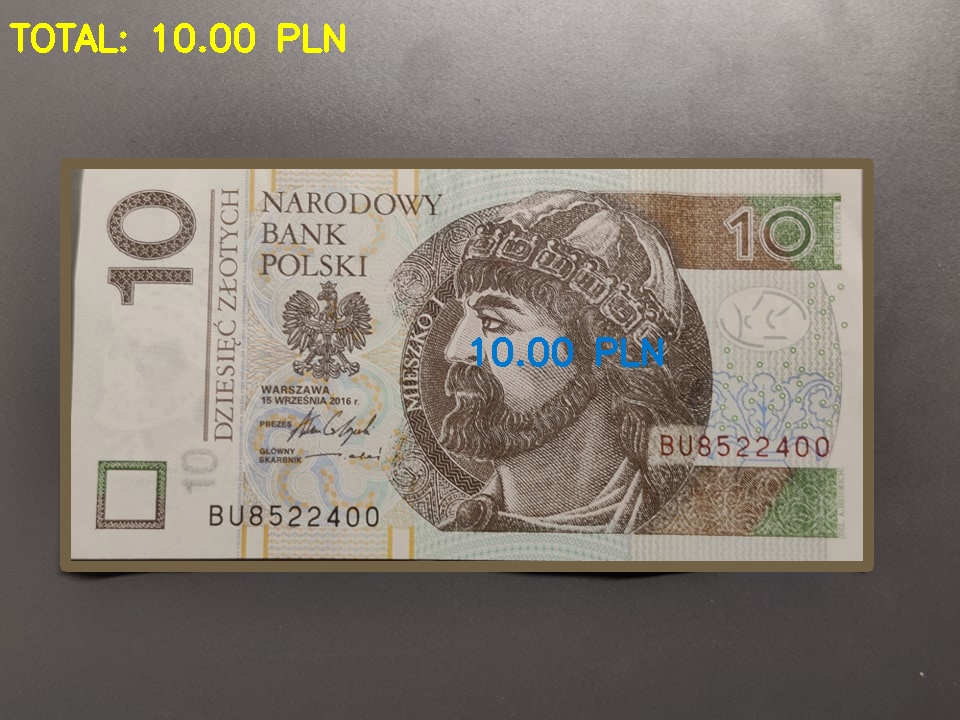 TOTAL: 10.00 PLN
10
DZIESIĘĆ ZŁOTYCH
NARODOWY
BANK
POLSKI
10
MIESZKO I
10.00 PLN
WARSZAWA
15 WRZEŚNIA 2016 r.
PREZES
GŁÓWNY
SKARBNIK
10
BU8522400
BU8522400